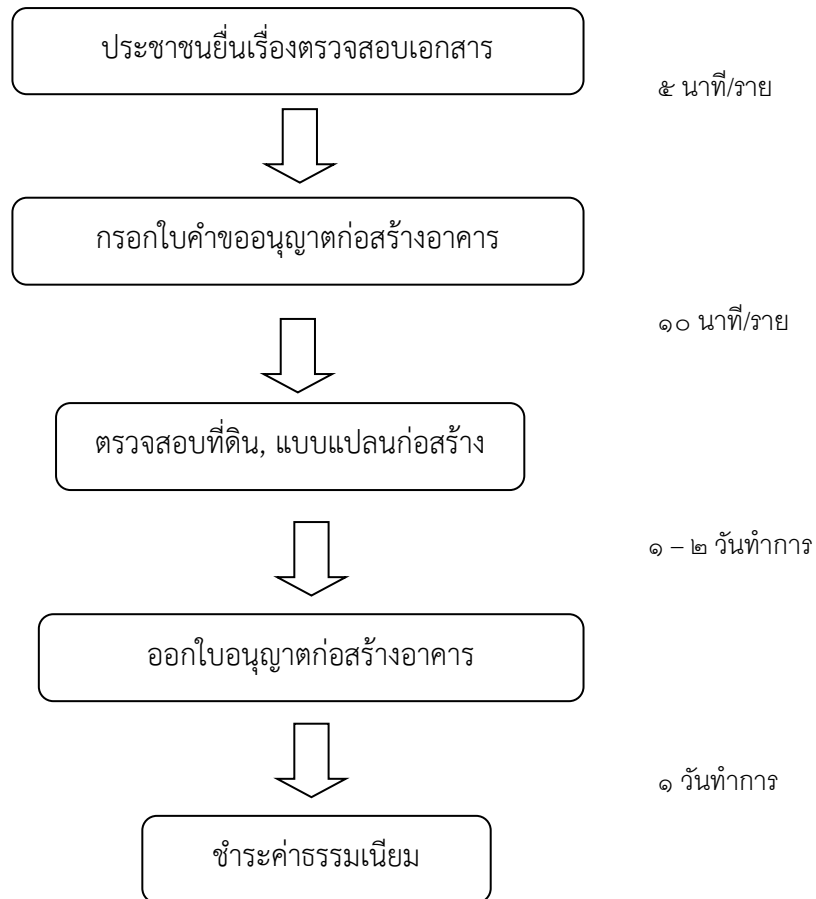 ประชาชนยื่นเรื่องตรวจสอบเอกสาร
๕ นาที/ราย
กรอกใบคำขออนุญาตก่อสร้างอาคาร
๑๐ นาที/ราย
ตรวจสอบที่ดิน, แบบแปลนก่อสร้าง
๑ – ๒ วันทำการ
ออกใบอนุญาตก่อสร้างอาคาร
๑ วันทำการ
ชำระค่าธรรมเนียม